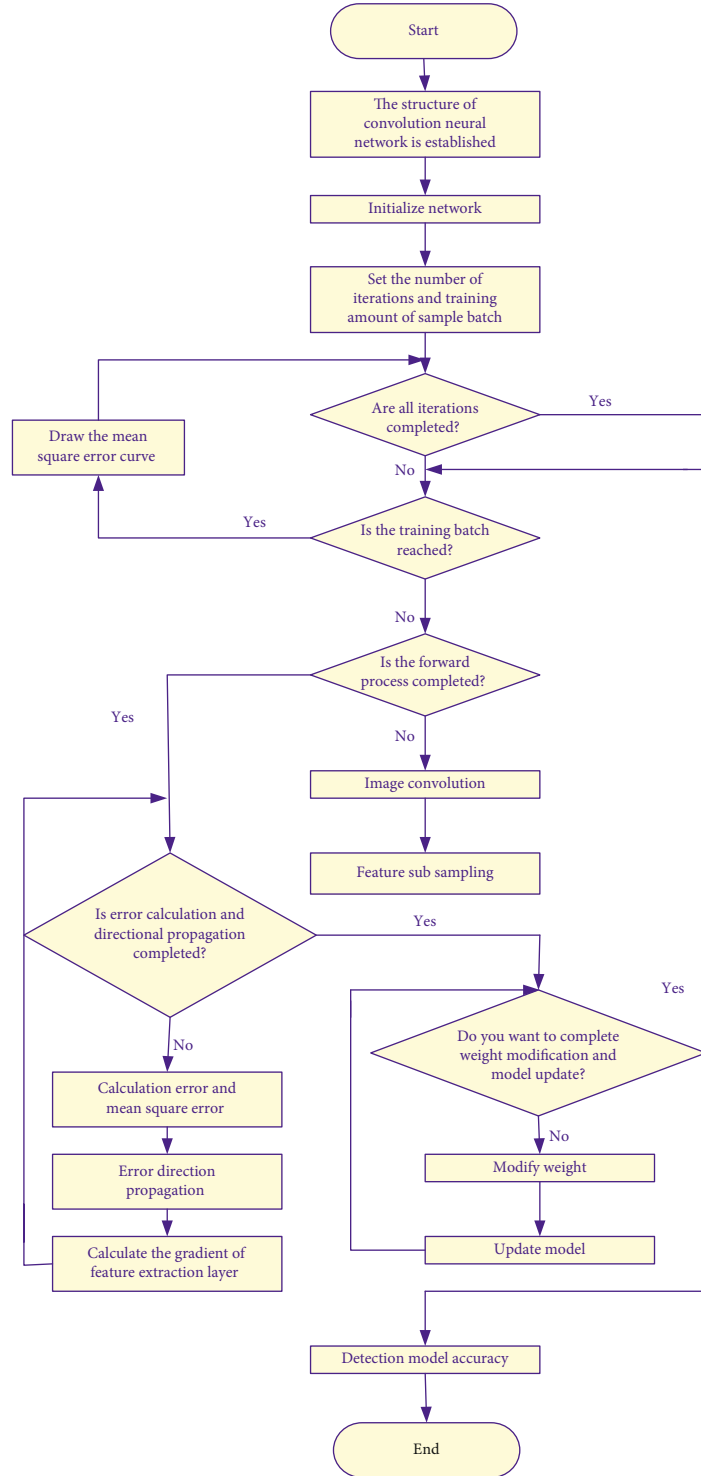 Start
The structure of
convolution neural
network is established
Initialize network
Set the number of
iterations and training
amount of sample batch
Are all iterations
completed?
Yes
Draw the mean
square error curve
No
Yes
Is the training batch
reached?
No
Is the forward
process completed?
Yes
No
Image convolution
Feature sub sampling
Is error calculation and
directional propagation
completed?
Yes
Yes
Do you want to complete
weight modification and
model update?
No
Calculation error and
mean square error
No
Error direction
propagation
Modify weight
Calculate the gradient of
feature extraction layer
Update model
Detection model accuracy
End